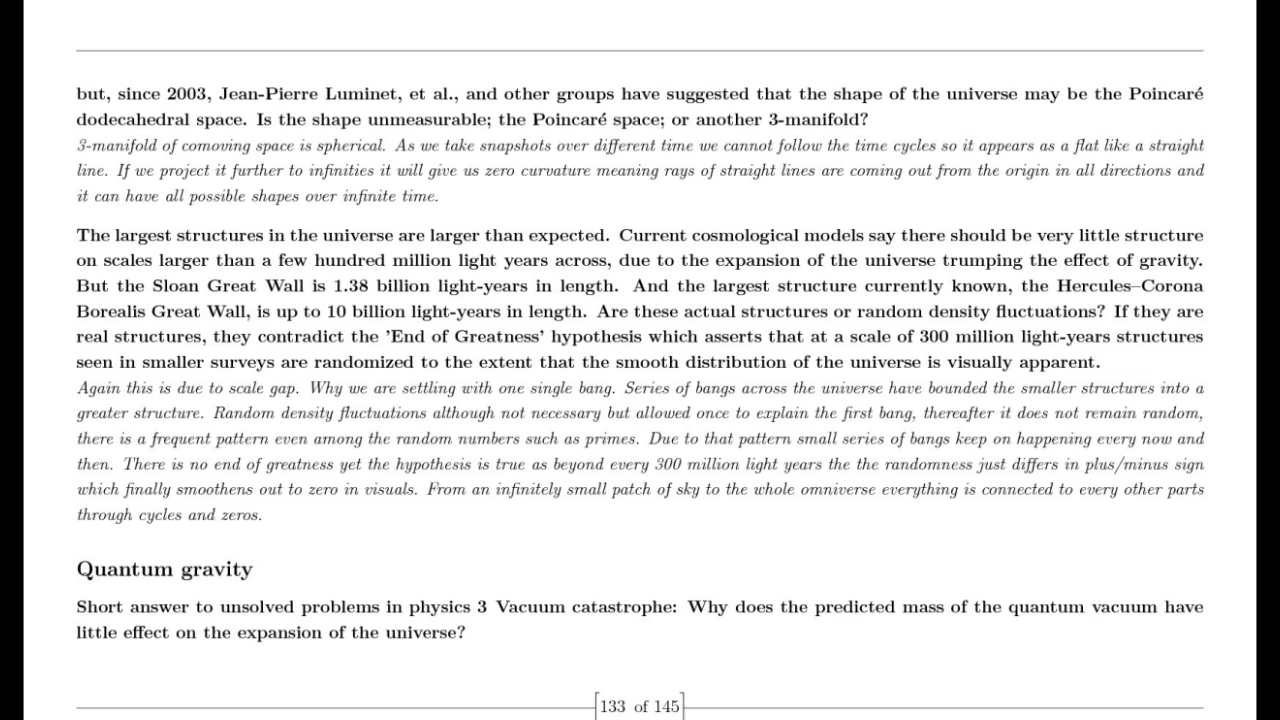 but, since 2003, Jean-Pierre Luminet, et al., and other groups have suggested that the shape of the universe may be the Poincaré
dodecahedral space. Is the shape unmeasurable; the Poincaré space; or another 3-manifold?
3-manifold of comoving space is spherical. As we take snapshots over different time we cannot follow the time cycles so it appears as a flat like a straight
line. If we project it further to infinities it will give us zero curvature meaning rays of straight lines are coming out from the origin in all directions and
it can have all possible shapes over infinite time.
The largest structures in the universe are larger than expected. Current cosmological models say there should be very little structure
on scales larger than a few hundred million light years across, due to the expansion of the universe trumping the effect of gravity.
But the Sloan Great Wall is 1.38 billion light-years in length. And the largest structure currently known, the Hercules–Corona
Borealis Great Wall, is up to 10 billion light-years in length. Are these actual structures or random density fluctuations? If they are
real structures, they contradict the 'End of Greatness' hypothesis which asserts that at a scale of 300 million light-years structures
seen in smaller surveys are randomized to the extent that the smooth distribution of the universe is visually apparent.
Again this is due to scale gap. Why we are settling with one single bang. Series of bangs across the universe have bounded the smaller structures into a
greater structure. Random density fluctuations although not necessary but allowed once to explain the first bang, thereafter it does not remain random,
there is a frequent pattern even among the random numbers such as primes. Due to that pattern small series of bangs keep on happening every now and
then. There is no end of greatness yet the hypothesis is true as beyond every 300 million light years the the randomness just differs in plus/minus sign
which finally smoothens out to zero in visuals. From an infinitely small patch of sky to the whole omniverse everything is connected to every other parts
through cycles and zeros.
Quantum gravity
Short answer to unsolved problems in physics 3 Vacuum catastrophe: Why does the predicted mass of the quantum vacuum have
little effect on the expansion of the universe?
133 of 145